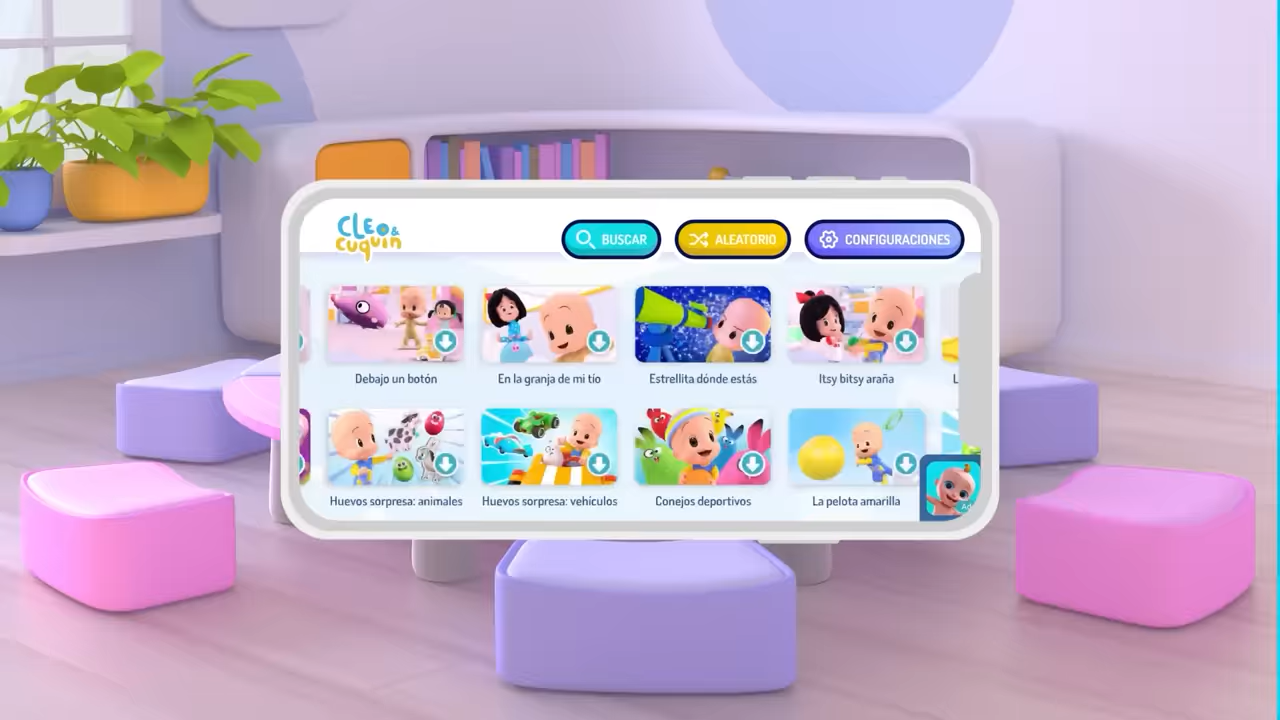 CLEO &
CUQUIN
BUSCAR
ALEATORIO
CONFIGURACIONES
Debajo un botón
En la granja de mi tío
Estrellita dónde estás
Itsy bitsy araña
L
Huevos sorpresa: animales
Huevos sorpresa: vehículos
Conejos deportivos
La pelota amarilla
Ad